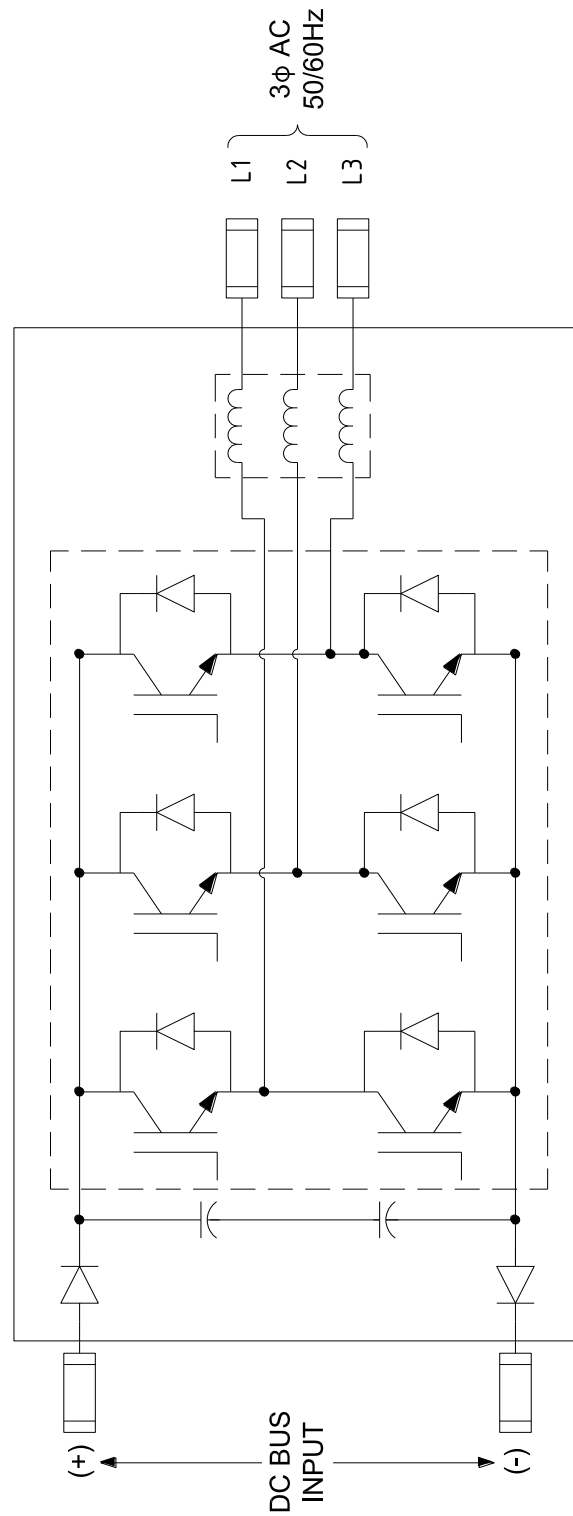 (+)
DC BUS
INPUT
(-)
L1
L2
L3
3ϕ AC
50/60Hz